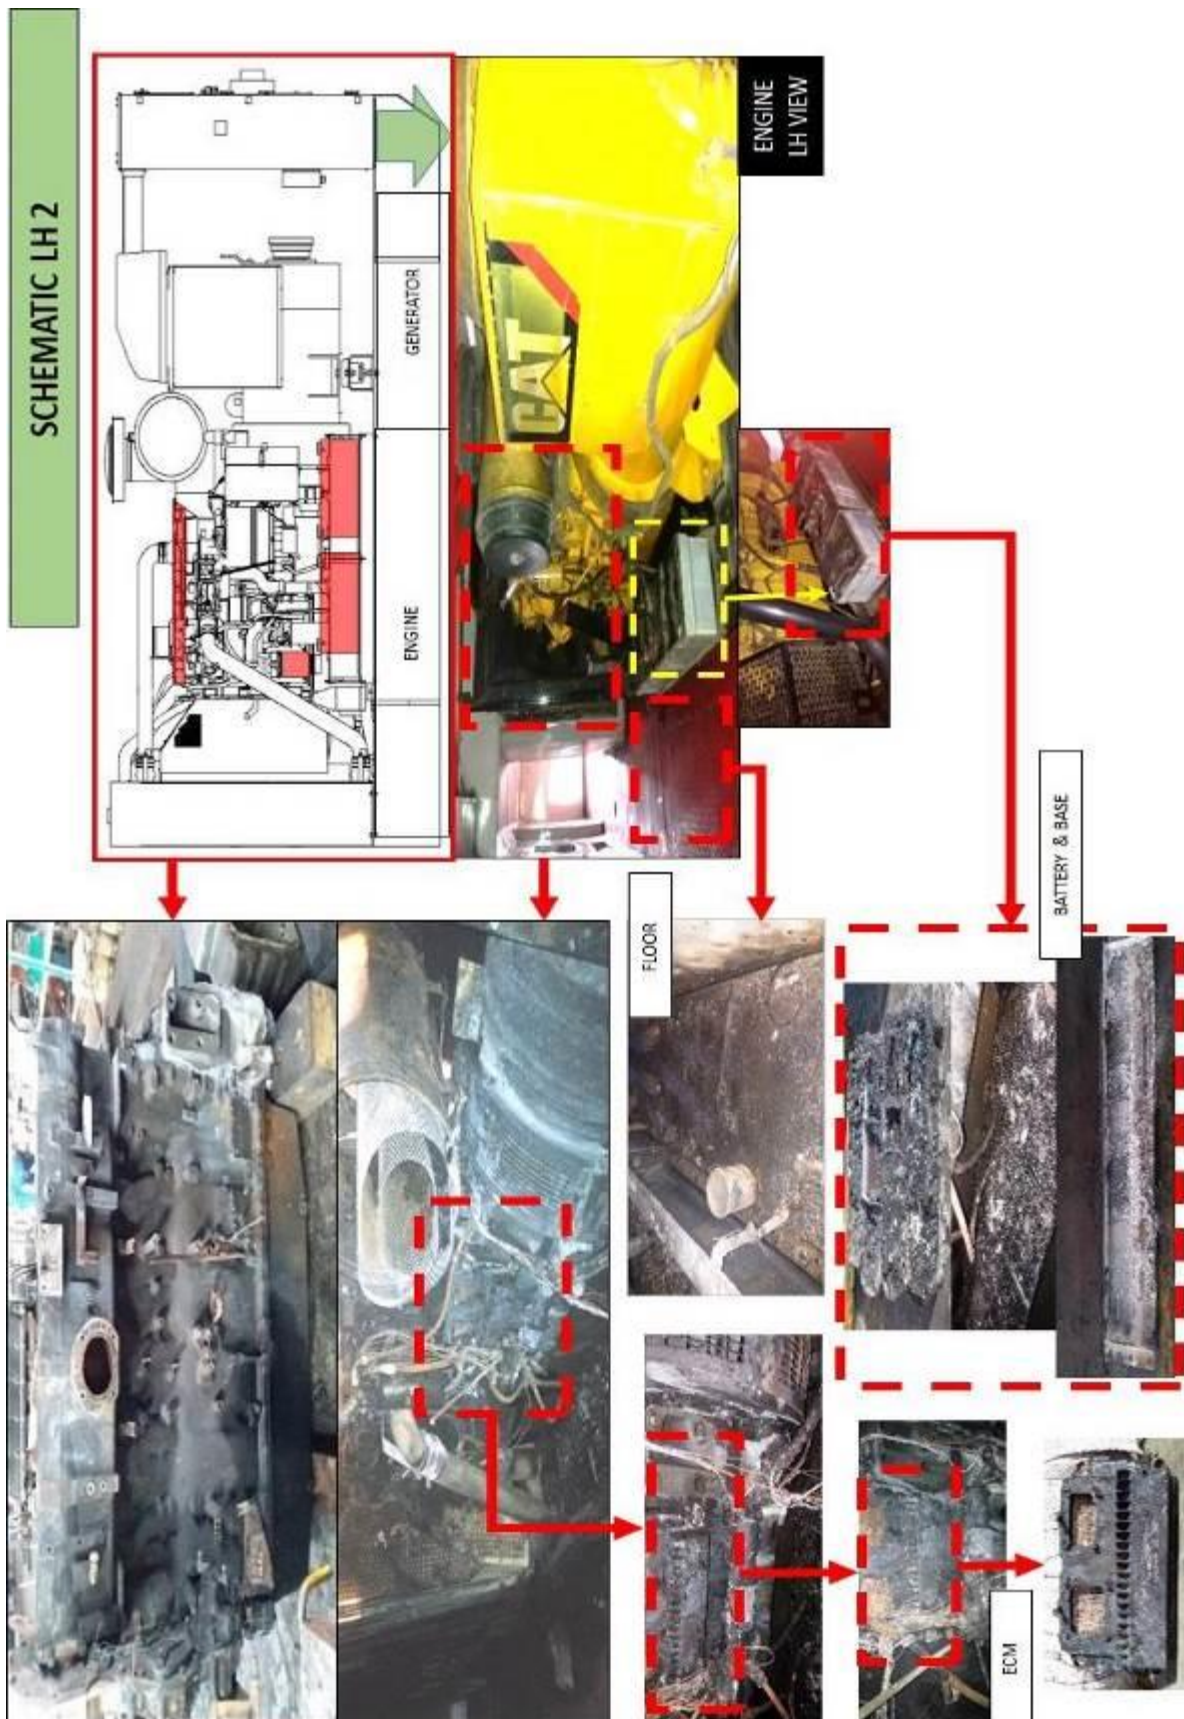 SCHEMATIC LH 2
GENERATOR
ENGINE
ENGINE
LH VIEW
CAT
FLOOR
BATTERY & BASE
ECM